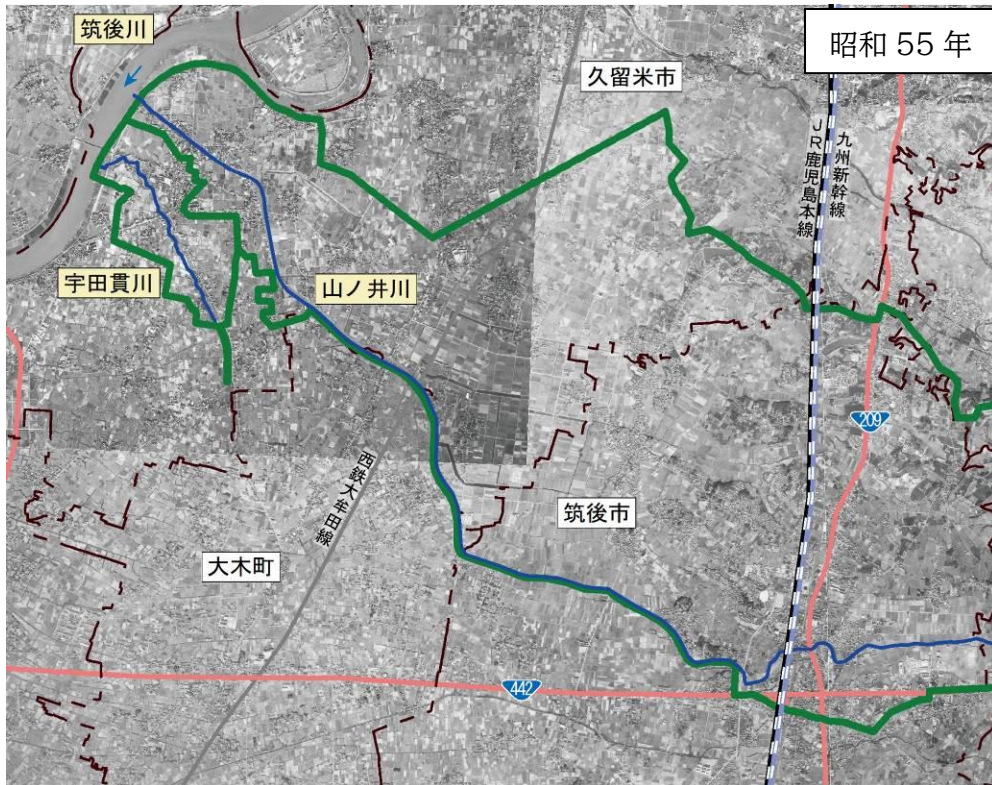 筑後川
昭和 55 年
久留米市
JR鹿児島本線
九州新幹線
宇田貫川
山ノ井川
209
西鉄大牟田線
筑後市
大木町
442